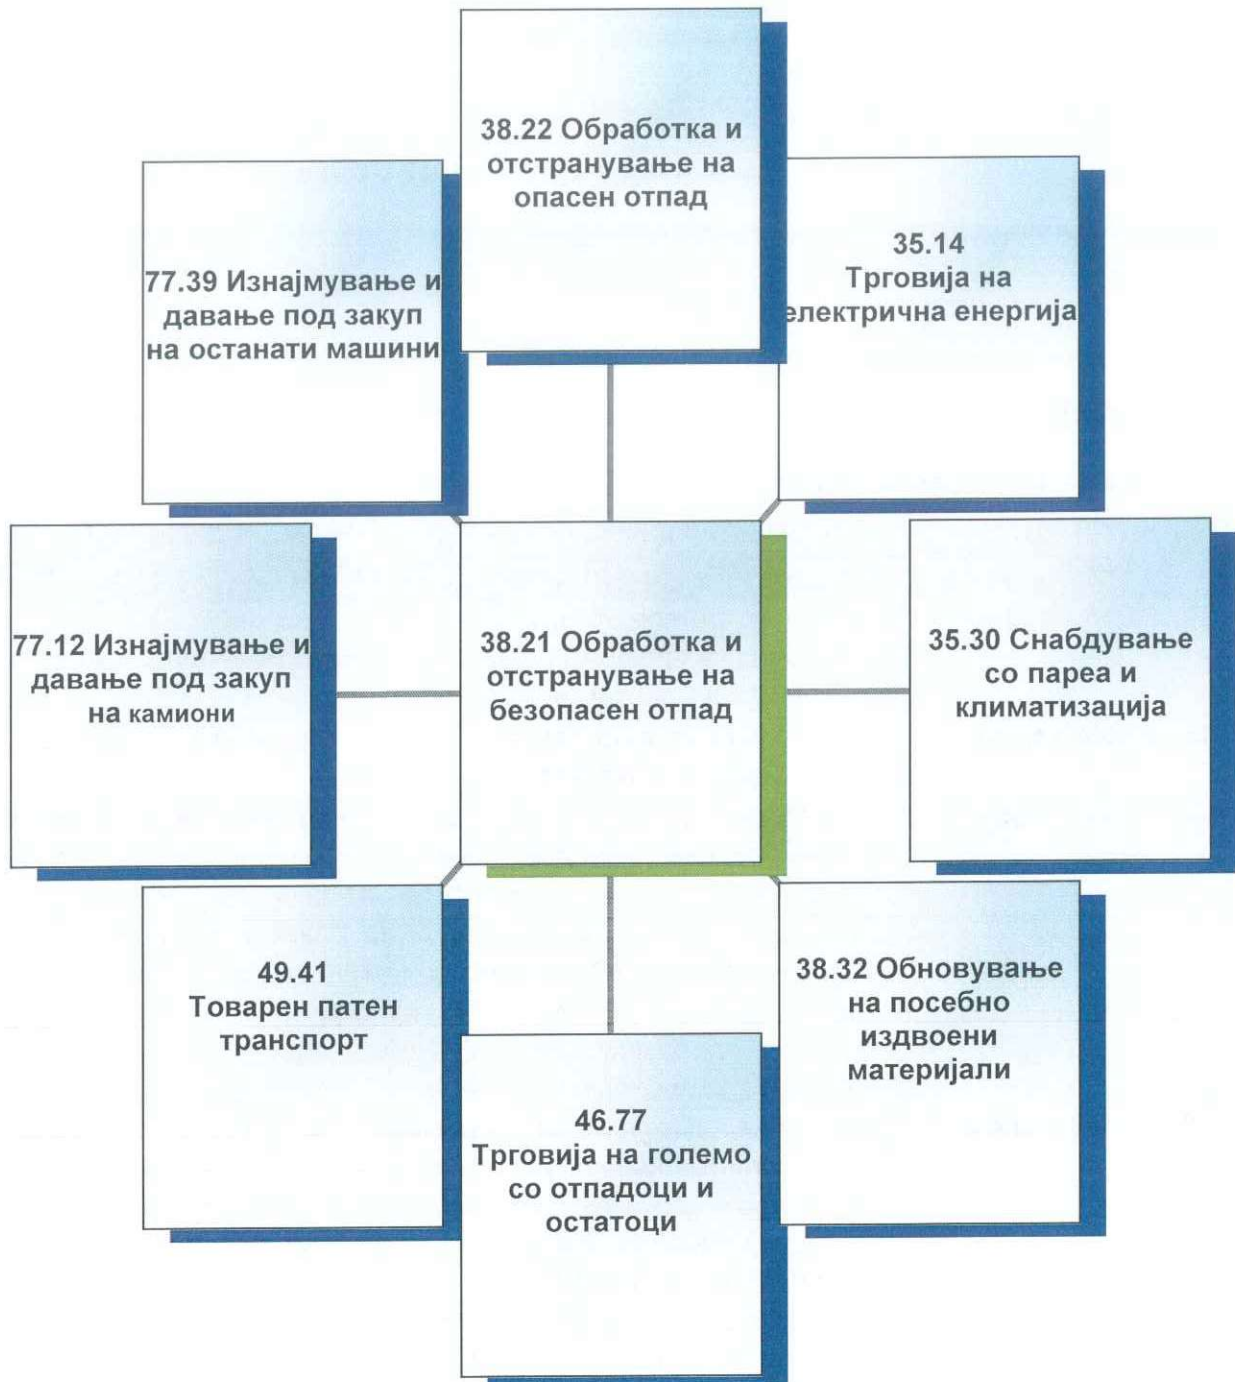 38.22 Обработка и
отстранување на
опасен отпад
77.39 Изнајмување и
давање под закуп
на останати машини
35.14
Трговија на
електрична енергија
77.12 Изнајмување и
давање под закуп
на камиони
38.21 Обработка и
отстранување на
безопасен отпад
35.30 Снабдување
со пареа и
климатизација
49.41
Товарен патен
транспорт
38.32 Обновување
на посебно
издвоени
материјали
46.77
Трговија на големо
со отпадоци и
остатоци